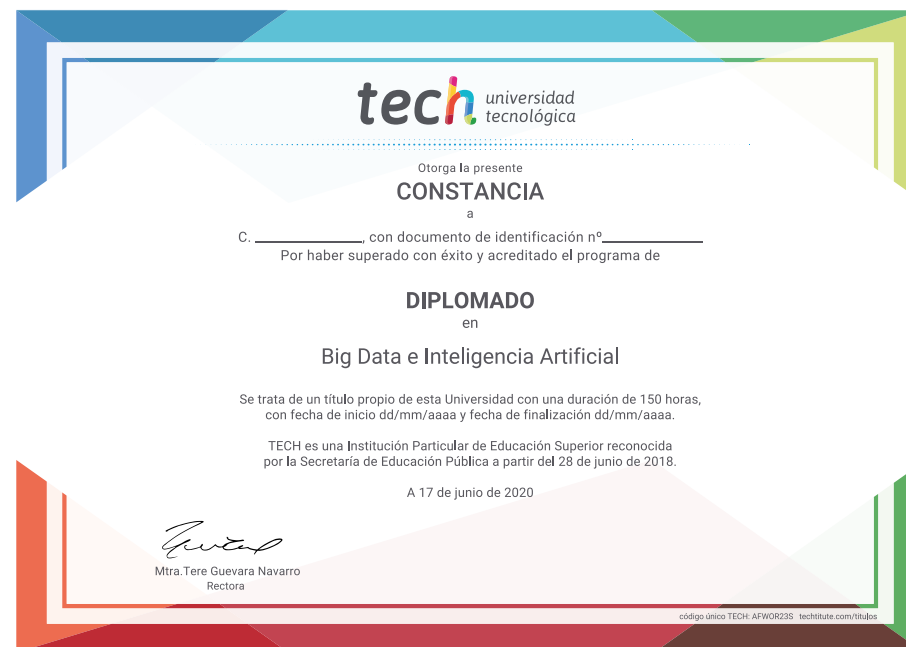 tech universidad
tecnológica
Otorga la presente
CONSTANCIA
a
C. ______________, con documento de identificación nº______________
Por haber superado con éxito y acreditado el programa de
DIPLOMADO
en
Big Data e Inteligencia Artificial
Se trata de un título propio de esta Universidad con una duración de 150 horas,
con fecha de inicio dd/mm/aaaa y fecha de finalización dd/mm/aaaa.
TECH es una Institución Particular de Educación Superior reconocida
por la Secretaría de Educación Pública a partir del 28 de junio de 2018.
A 17 de junio de 2020
Mtra.Tere Guevara Navarro
Rectora
código único TECH: AFWOR23S techtitute.com/titulos